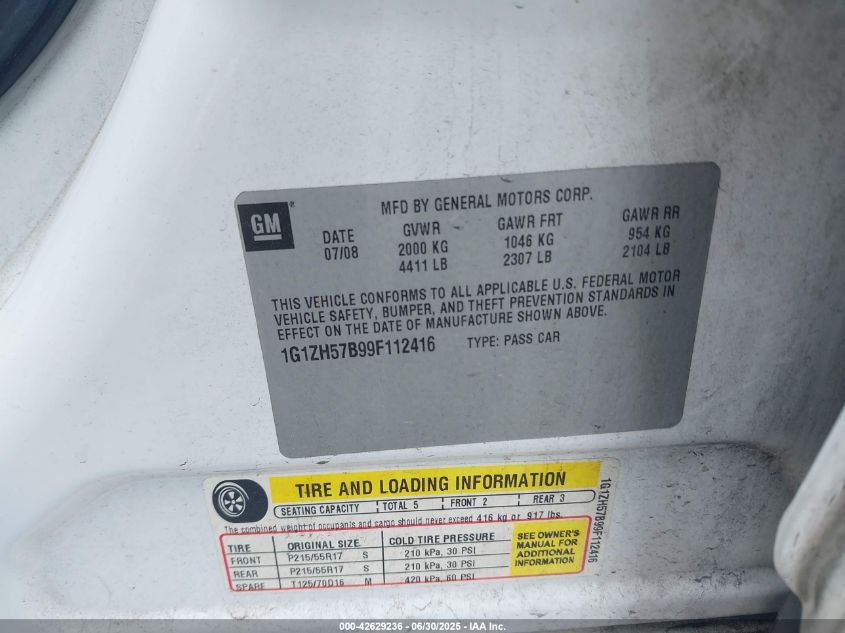 GM
MFD BY GENERAL MOTORS CORP.
DATE GVWR GAWR FRT GAWR RR
07/08 2000 KG 1046 KG 954 KG
4411 LB 2307 LB 2104 LB
THIS VEHICLE CONFORMS TO ALL APPLICABLE U.S. FEDERAL MOTOR
VEHICLE SAFETY, BUMPER, AND THEFT PREVENTION STANDARDS IN
EFFECT ON THE DATE OF MANUFACTURE SHOWN ABOVE.
1G1ZH57B99F112416 TYPE: PASS CAR
TIRE AND LOADING INFORMATION
SEATING CAPACITY TOTAL 5 FRONT 2 REAR 3
The combined weight of occupants and cargo should never exceed 416 kg or 917 lbs.
TIRE ORIGINAL SIZE COLD TIRE PRESSURE
FRONT P215/55R17 S 210 kPa, 30 PSI
REAR P215/55R17 S 210 kPa, 30 PSI
SPARE T125/70D16 M 420 kPa, 60 PSI
SEE OWNER'S
MANUAL FOR
ADDITIONAL
INFORMATION
1G1ZH57B99F112416
000-42629236 - 06/30/2025 - IAA Inc.